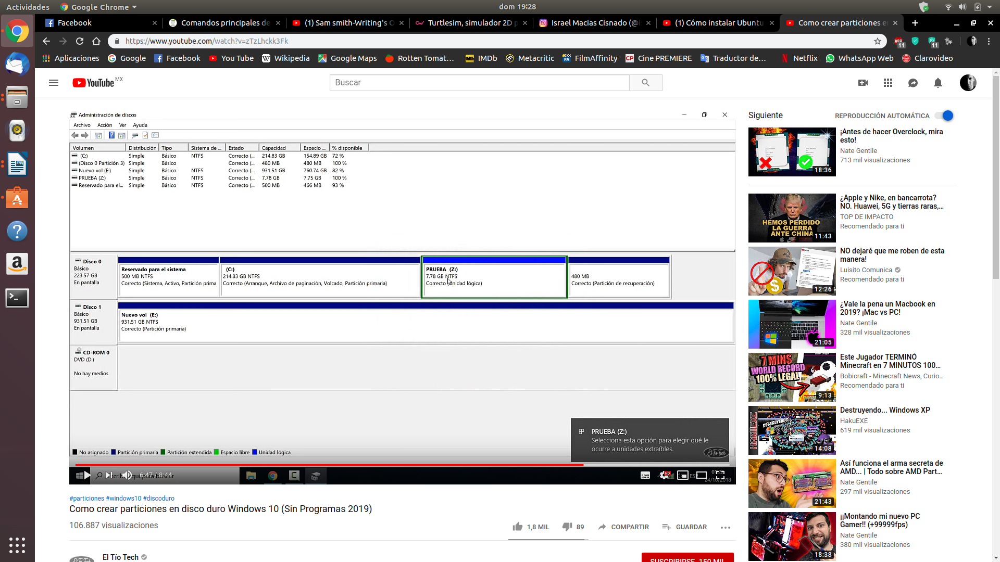 Actividades
Google Chrome
dom 19:28
Facebook
Comandos principales de
(1) Sam smith-Writing's O
Turtlesim, simulador 2D p
Israel Macias Cisnado (@i
(1) Cómo instalar Ubuntu
Como crear particiones e
https://www.youtube.com/watch?v=zTzLhckk3Fk
11
11
Aplicaciones
Google
Facebook
You Tube
Wikipedia
Google Maps
Rotten Tomat…
IMDb
Metacritic
FilmAffinity
Cine PREMIERE
Traductor de…
Netflix
WhatsApp Web
Clarovideo
YouTube MX
Buscar
Administración de discos
Archivo Acción Ver Ayuda
Volumen Distribución Tipo Sistema de ... Estado Capacidad Espacio ... % disponible
(C:) Simple Básico NTFS Correcto (... 214.83 GB 154.89 GB 72 %
(Disco 0 Partición 3) Simple Básico Correcto (... 480 MB 480 MB 100 %
Nuevo vol (E:) Simple Básico NTFS Correcto (... 931.51 GB 760.74 GB 82 %
PRUEBA (Z:) Simple Básico NTFS Correcto (... 7.78 GB 7.75 GB 100 %
Reservado para el... Simple Básico NTFS Correcto (... 500 MB 466 MB 93 %
Disco 0
Básico
223.57 GB
En pantalla
Reservado para el sistema
500 MB NTFS
Correcto (Sistema, Activo, Partición prima
(C:)
214.83 GB NTFS
Correcto (Arranque, Archivo de paginación, Volcado, Partición primaria)
PRUEBA (Z:)
7.78 GB NTFS
Correcto (Unidad lógica)
480 MB
Correcto (Partición de recuperación)
Disco 1
Básico
931.51 GB
En pantalla
Nuevo vol (E:)
931.51 GB NTFS
Correcto (Partición primaria)
CD-ROM 0
DVD (D:)
No hay medios
PRUEBA (Z:)
Selecciona esta opción para elegir qué le
ocurre a unidades extraíbles.
El Tío Tech
No asignado Partición primaria Partición extendida Espacio libre Unidad lógica
6:47 / 8:44
HD
ESP
24/10/2018
#particiones #windows10 #discoduro
Como crear particiones en disco duro Windows 10 (Sin Programas 2019)
106.887 visualizaciones
1,8 MIL
89
COMPARTIR
GUARDAR
El Tío Tech
SUSCRIBIRSE 150 MIL
Siguiente
REPRODUCCIÓN AUTOMÁTICA
18:36
¡Antes de hacer Overclock, mira
esto!
Nate Gentile
713 mil visualizaciones
HEMOS PERDIDO
LA GUERRA
ANTE CHINA
11:43
¿Apple y Nike, en bancarrota?
NO. Huawei, 5G y tierras raras,…
TOP DE IMPACTO
Recomendado para ti
12:26
NO dejaré que me roben de esta
manera!
Luisito Comunica
Recomendado para ti
21:05
¿Vale la pena un Macbook en
2019? ¡Mac vs PC!
Nate Gentile
328 mil visualizaciones
7 MINS
WORLD RECORD
100% LEGAL
9:13
Este Jugador TERMINÓ
Minecraft en 7 MINUTOS 100…
Bobicraft - Minecraft News, Curio…
Recomendado para ti
HAKUEXE
DESTRUYENDO...
WINDOWS XP
14:08
Destruyendo... Windows XP
HakuEXE
619 mil visualizaciones
21:43
Así funciona el arma secreta de
AMD... | Todo sobre AMD Part…
Nate Gentile
297 mil visualizaciones
18:38
¡¡Montando mi nuevo PC
Gamer!! (+99999fps)
Nate Gentile
380 mil visualizaciones